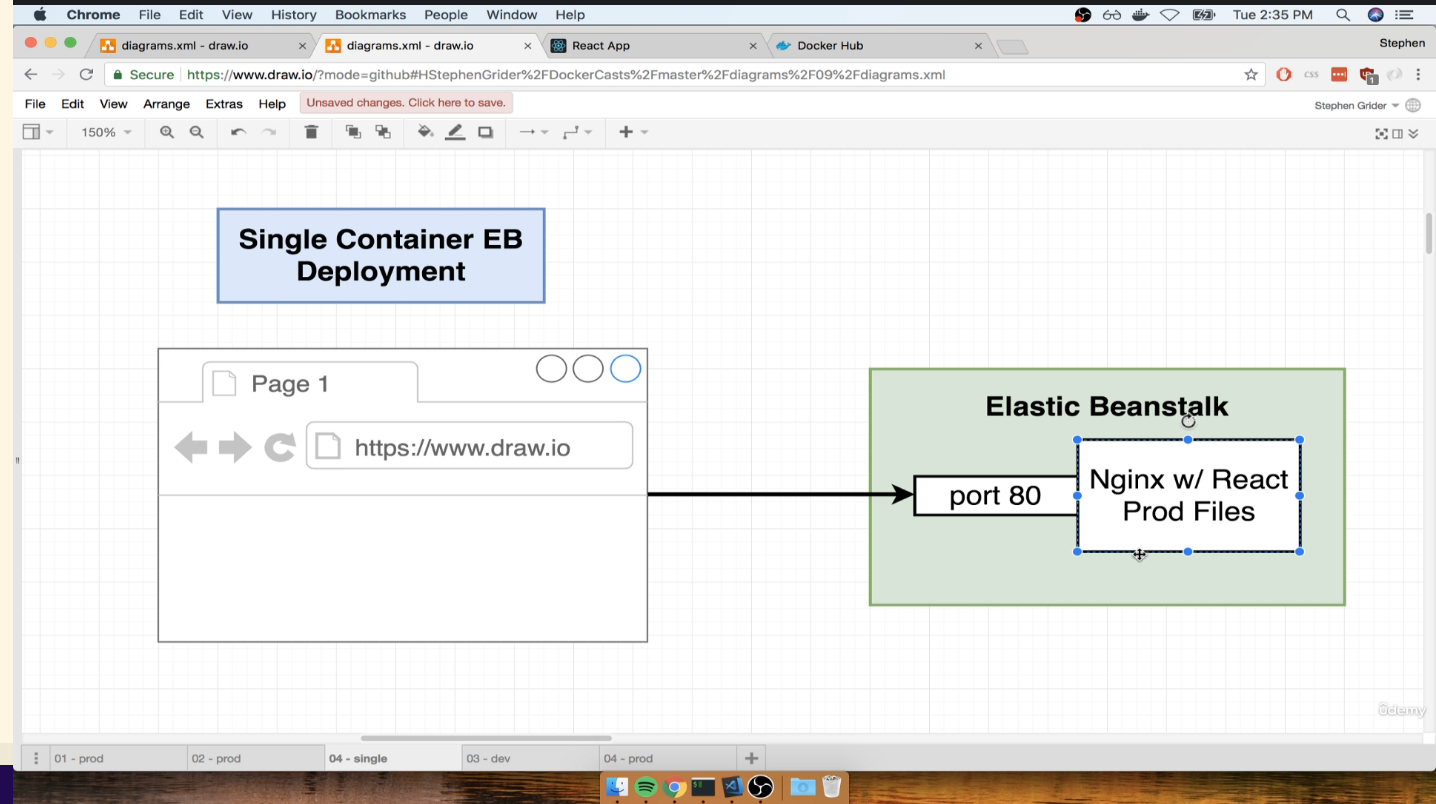 Chrome File Edit View History Bookmarks People Window Help Tue 2:35 PM
diagrams.xml - draw.io diagrams.xml - draw.io React App Docker Hub Stephen
Secure https://www.draw.io/?mode=github#HStephenGrider%2FDockerCasts%2Fmaster%2Fdiagrams%2F09%2Fdiagrams.xml css 1
File Edit View Arrange Extras Help Unsaved changes. Click here to save. Stephen Grider
150%
Single Container EB
Deployment
Page 1
https://www.draw.io
Elastic Beanstalk
port 80
Nginx w/ React
Prod Files
Udemy
01 - prod 02 - prod 04 - single 03 - dev 04 - prod